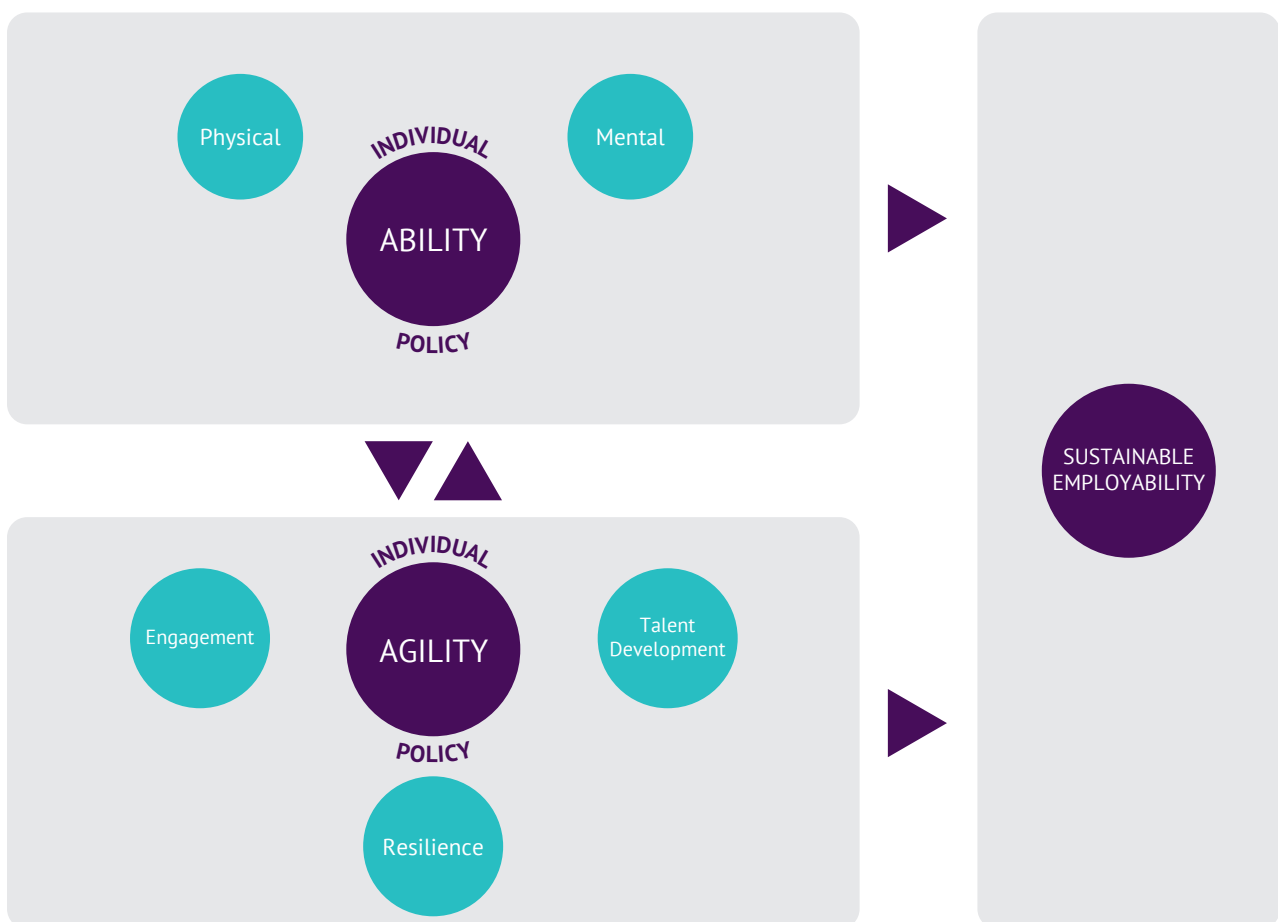 Physical
INDIVIDUAL
Mental
ABILITY
POLICY
SUSTAINABLE
EMPLOYABILITY
INDIVIDUAL
Engagement
AGILITY
Talent
Development
POLICY
Resilience